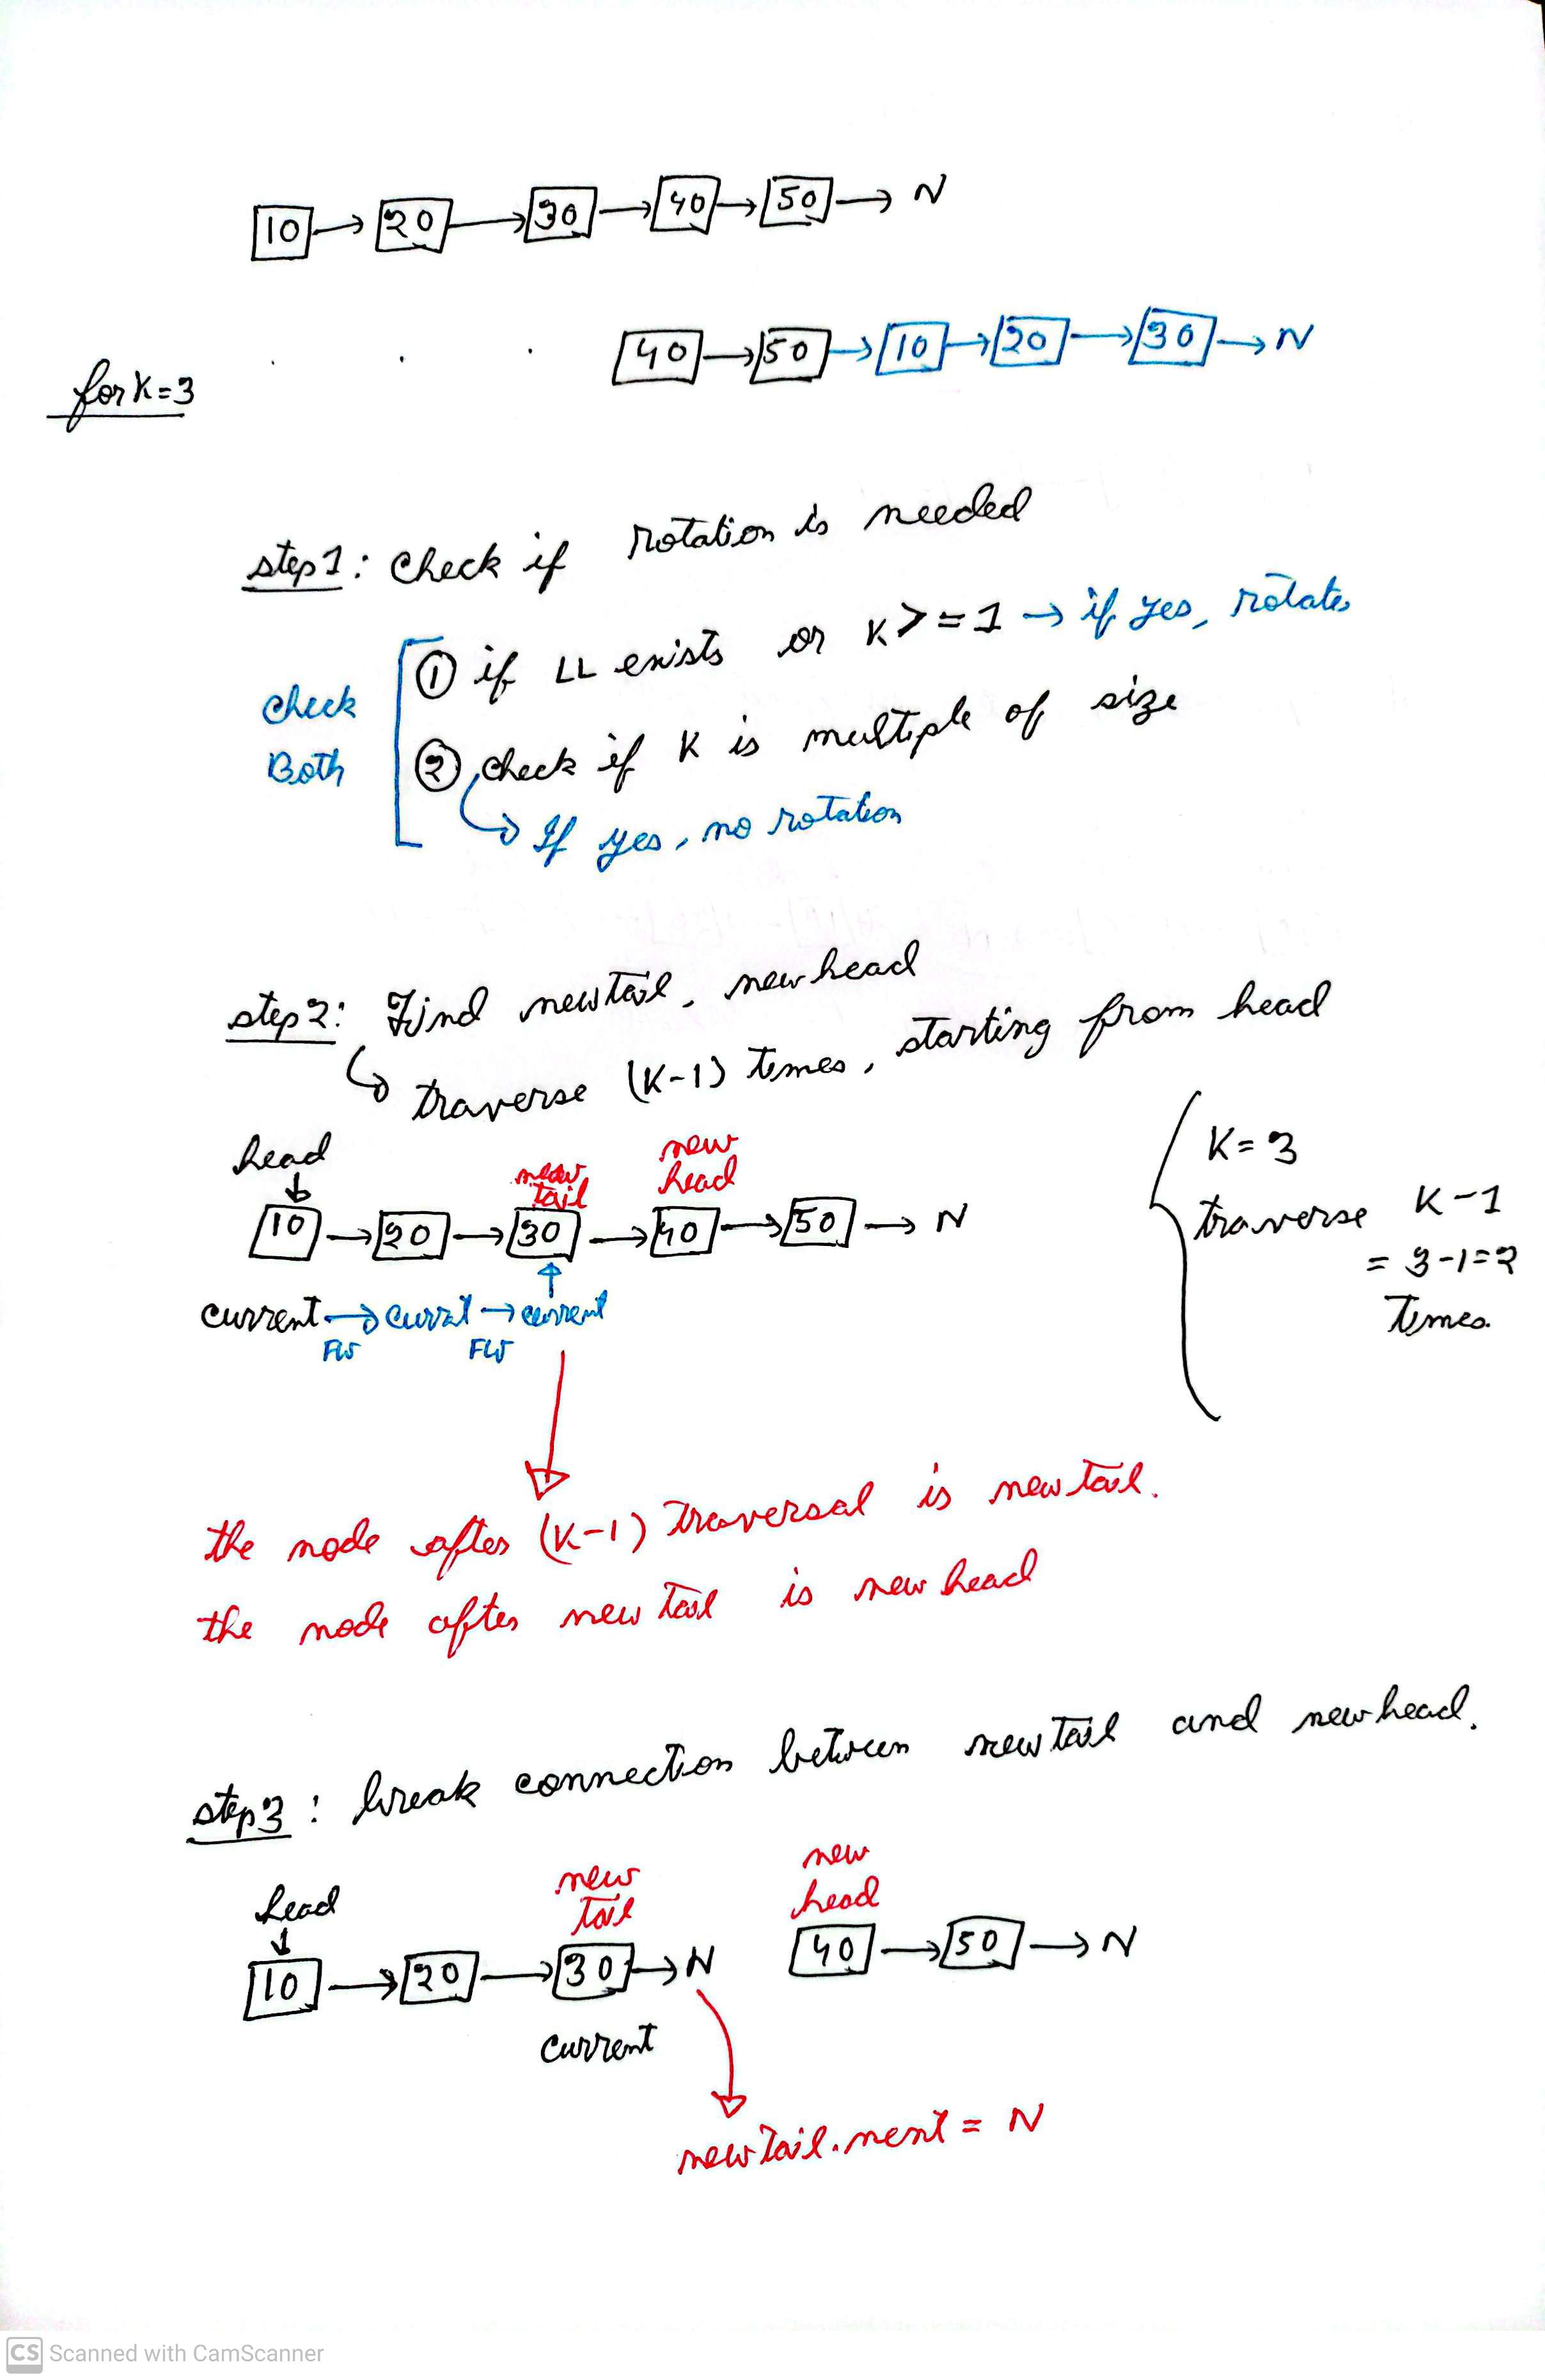 10 → 20 → 30 → 40 → 50 → N
40 → 50 → 10 → 20 → 30 → N
for K=3
step 1: Check if rotation is needed
Check Both
① if LL exists or K>=1 → if yes, rotate
② check if K is multiple of size
↳ If yes, no rotation
step 2: Find new tail, new head
↳ traverse (K-1) times, starting from head
head
new tail
new head
10 → 20 → 30 → 40 → 50 → N
current → curret → current
FW FW
K=3
traverse K-1
= 3-1=2
Times.
the node after (K-1) Traversal is new tail.
the node after new tail is new head
step 3: break connection between new tail and new head.
head
new tail
new head
10 → 20 → 30 → N 40 → 50 → N
current
newTail.next = N
CS Scanned with CamScanner